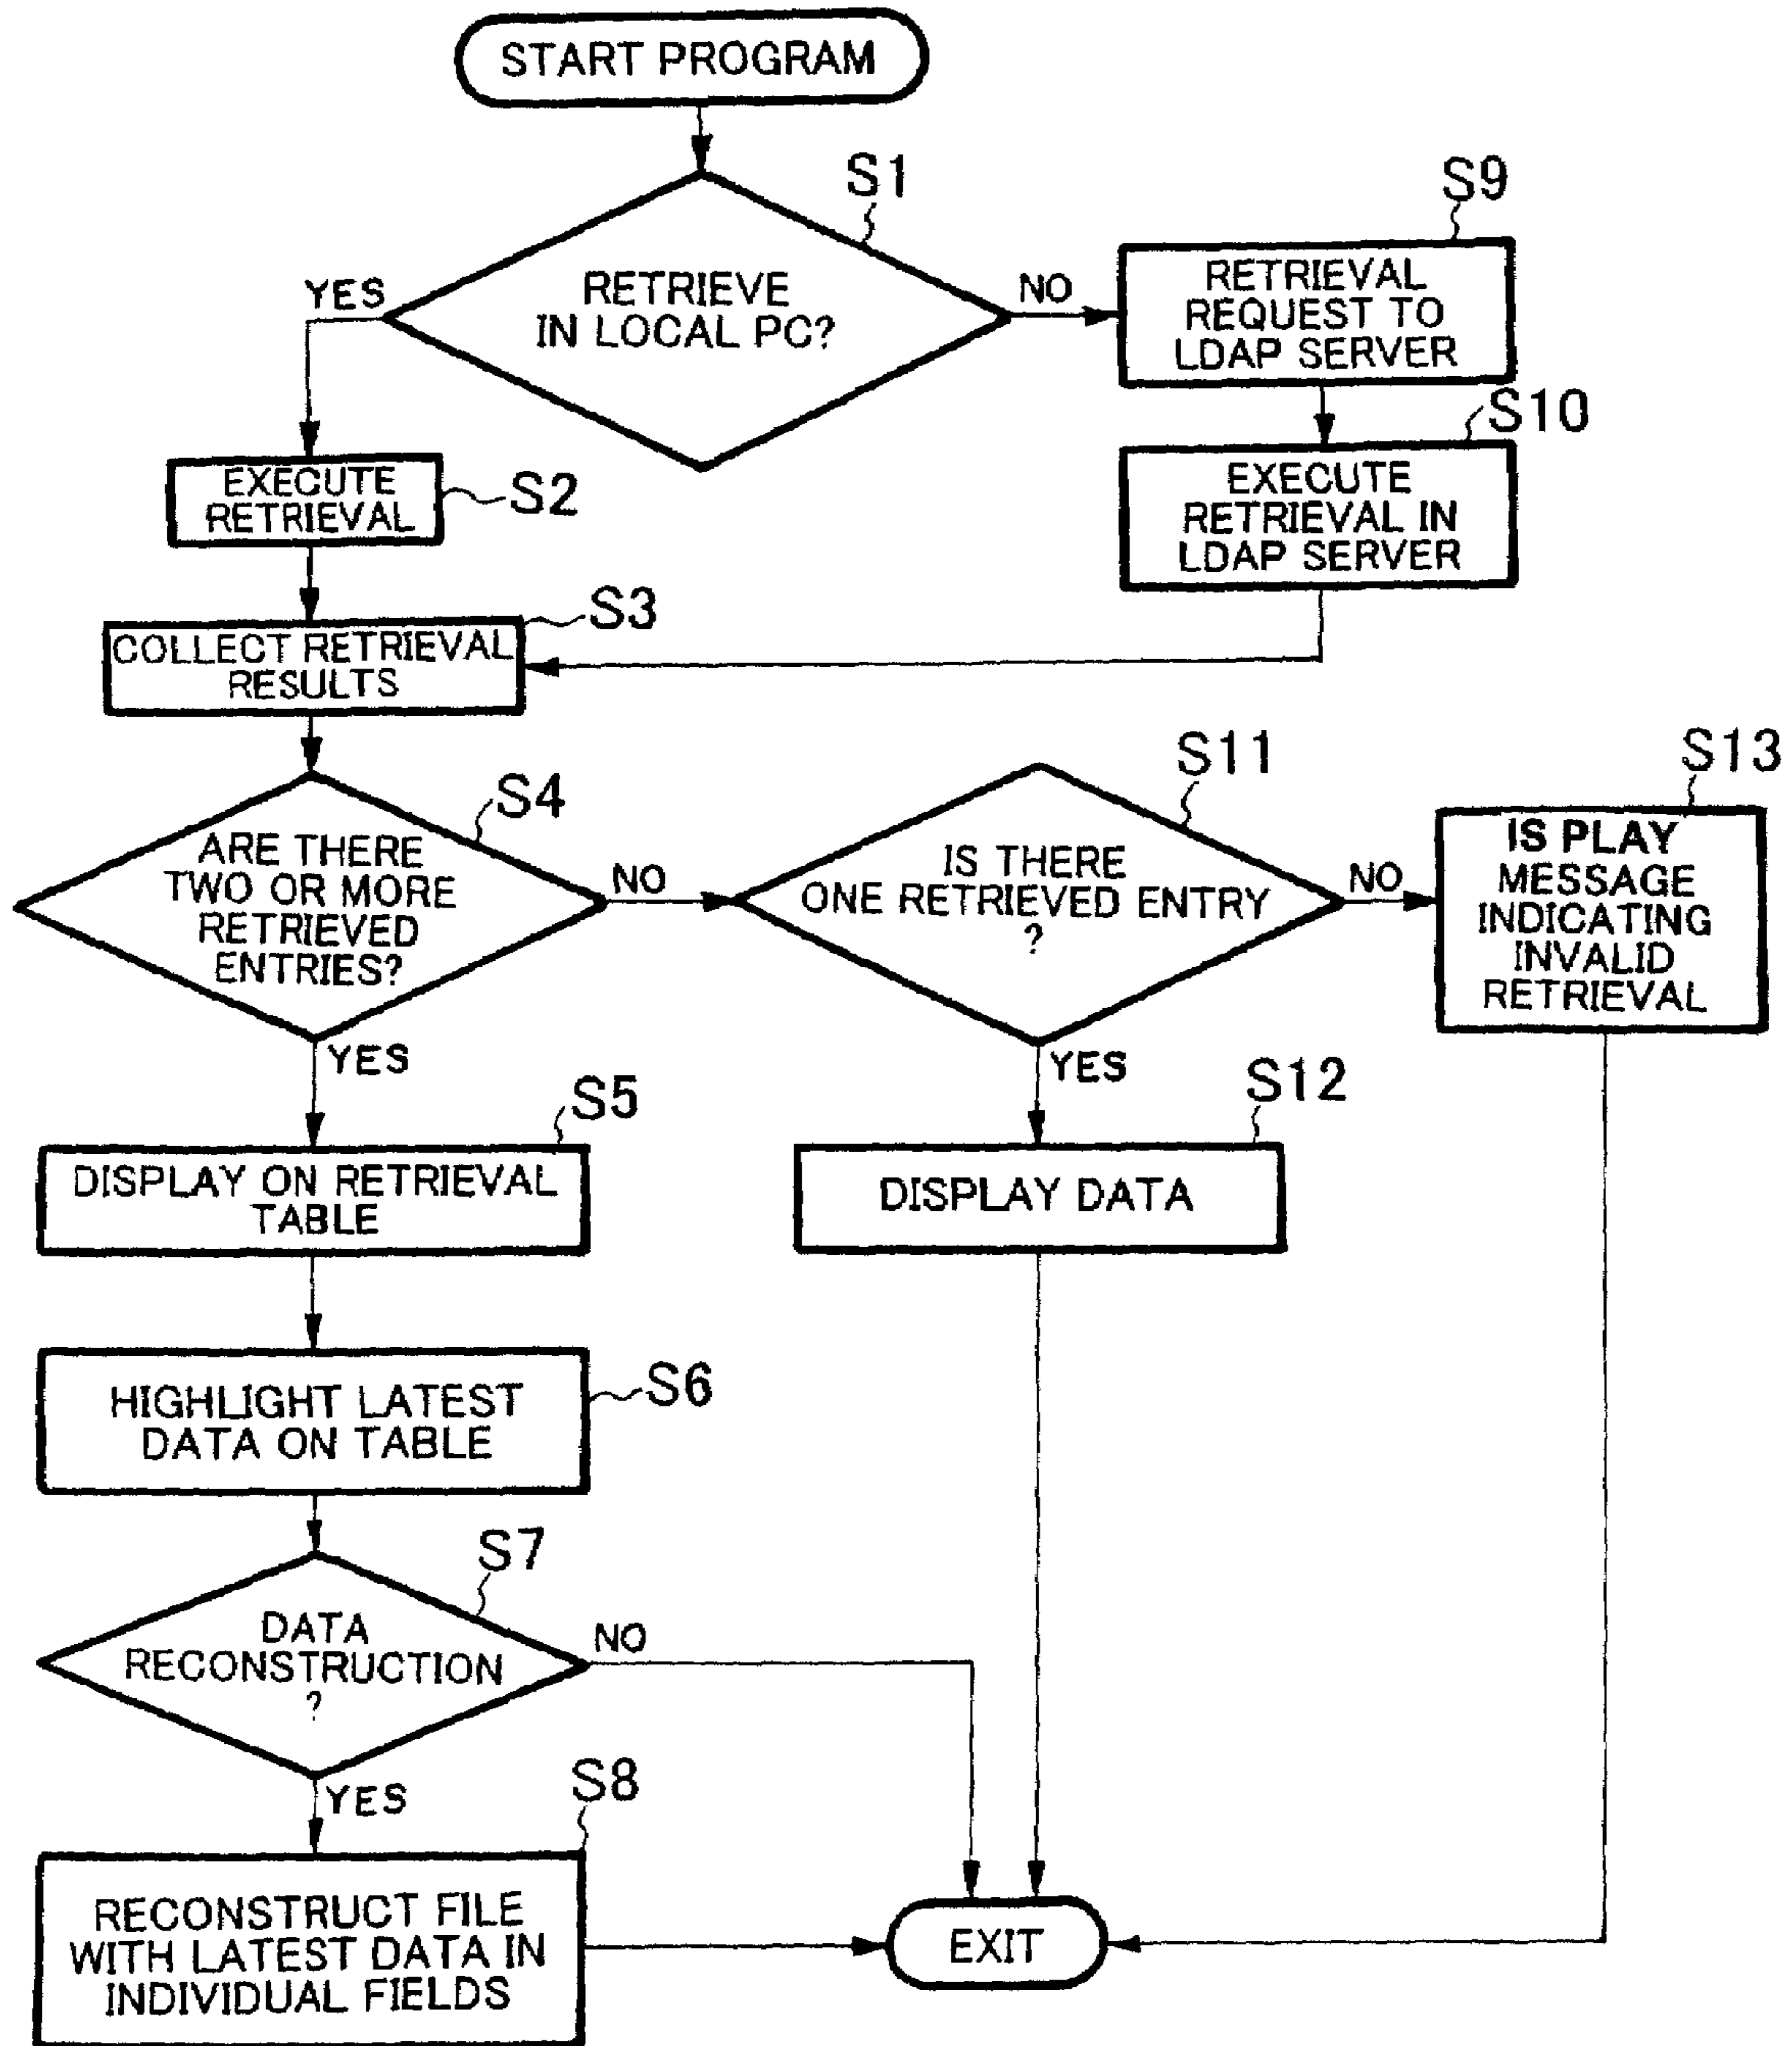 START PROGRAM
S1
RETRIEVE
IN LOCAL PC?
YES
NO
S9
RETRIEVAL
REQUEST TO
LDAP SERVER
S10
EXECUTE
RETRIEVAL IN
LDAP SERVER
EXECUTE
RETRIEVAL
S2
S3
COLLECT RETRIEVAL
RESULTS
S4
ARE THERE
TWO OR MORE
RETRIEVED
ENTRIES?
NO
YES
S11
IS THERE
ONE RETRIEVED ENTRY
?
NO
YES
S13
IS PLAY
MESSAGE
INDICATING
INVALID
RETRIEVAL
S5
DISPLAY ON RETRIEVAL
TABLE
S12
DISPLAY DATA
HIGHLIGHT LATEST
DATA ON TABLE
S6
S7
DATA
RECONSTRUCTION
?
NO
YES
S8
RECONSTRUCT FILE
WITH LATEST DATA IN
INDIVIDUAL FIELDS
EXIT